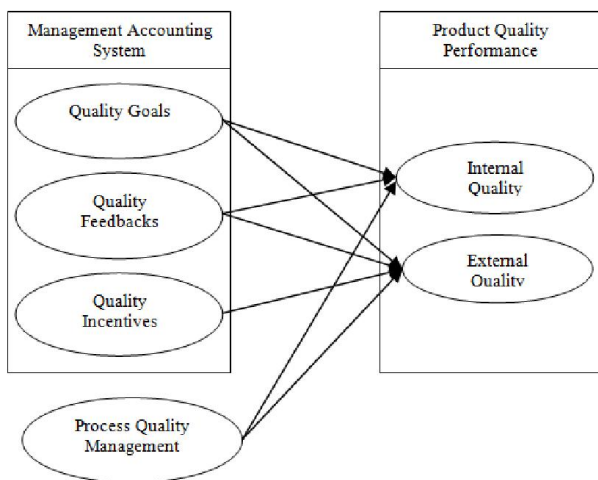 Management Accounting
System
Quality Goals
Quality
Feedbacks
Quality
Incentives
Process Quality
Management
Product Quality
Performance
Internal
Quality
External
Quality